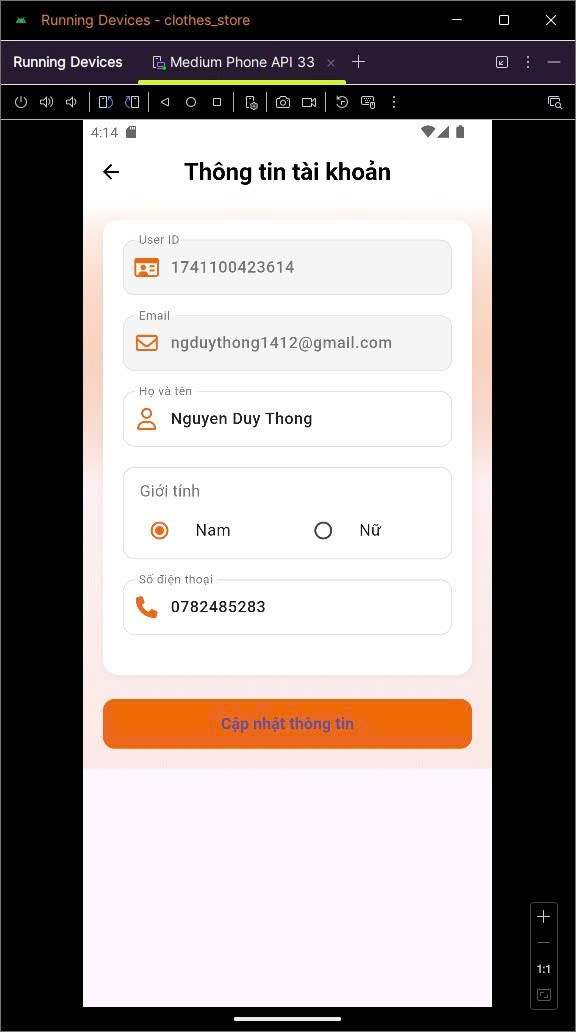 Running Devices - clothes_store
Running Devices
Medium Phone API 33
4:14
Thông tin tài khoản
User ID
1741100423614
Email
ngduythong1412@gmail.com
Họ và tên
Nguyen Duy Thong
Giới tính
Nam
Nữ
Số điện thoại
0782485283
Cập nhật thông tin
1:1